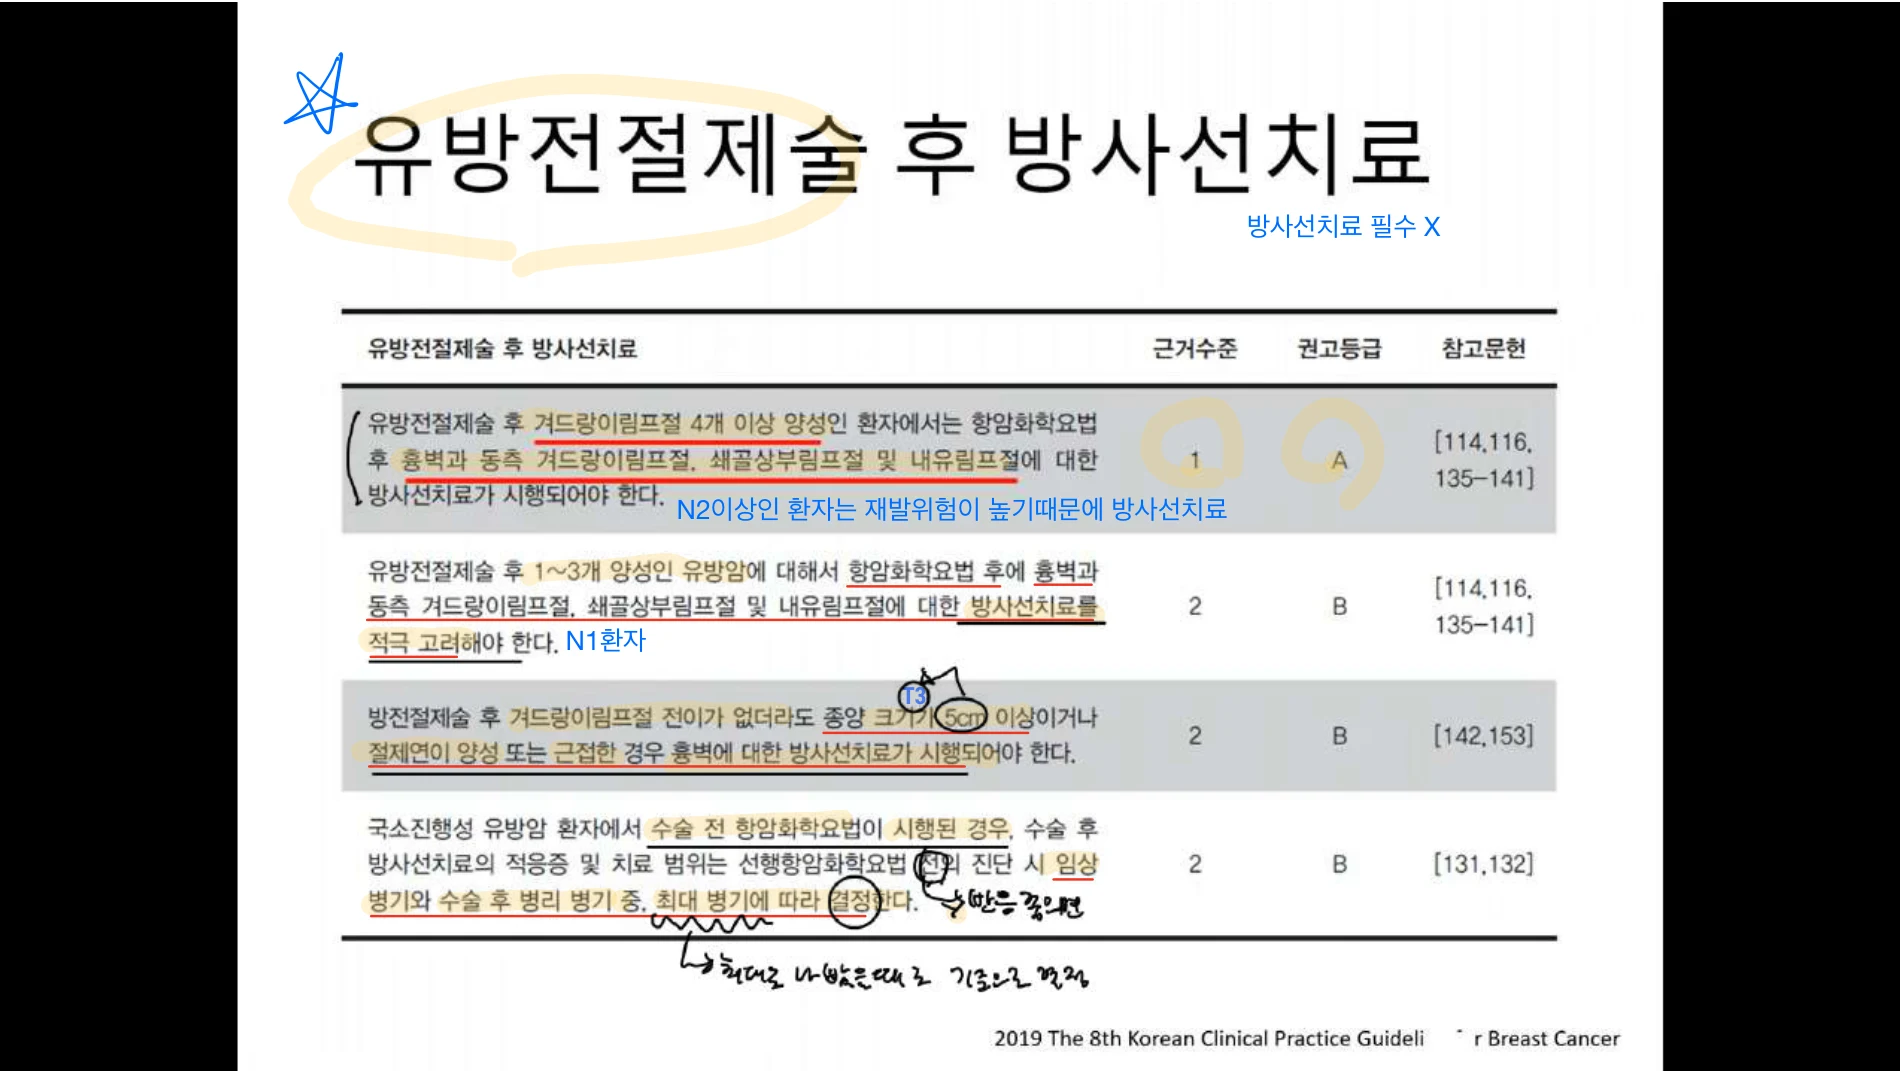 유방전절제술 후 방사선치료
방사선치료 필수 X
유방전절제술 후 방사선치료 근거수준 권고등급 참고문헌
유방전절제술 후 겨드랑이림프절 4개 이상 양성인 환자에서는 항암화학요법
후 흉벽과 동측 겨드랑이림프절, 쇄골상부림프절 및 내유림프절에 대한
방사선치료가 시행되어야 한다.
1 A [114,116,
135-141]
N2이상인 환자는 재발위험이 높기때문에 방사선치료
유방전절제술 후 1~3개 양성인 유방암에 대해서 항암화학요법 후에 흉벽과
동측 겨드랑이림프절, 쇄골상부림프절 및 내유림프절에 대한 방사선치료를
적극 고려해야 한다. N1환자
2 B [114,116,
135-141]
T3
방전절제술 후 겨드랑이림프절 전이가 없더라도 종양 크기가 5cm 이상이거나
절제연이 양성 또는 근접한 경우 흉벽에 대한 방사선치료가 시행되어야 한다.
2 B [142,153]
국소진행성 유방암 환자에서 수술 전 항암화학요법이 시행된 경우, 수술 후
방사선치료의 적응증 및 치료 범위는 선행항암화학요법 전의 진단 시 임상
병기와 수술 후 병리 병기 중, 최대 병기에 따라 결정한다.
2 B [131,132]
반응 좋으면
최대로 나빴을때로 기준으로 결정
2019 The 8th Korean Clinical Practice Guideli r Breast Cancer